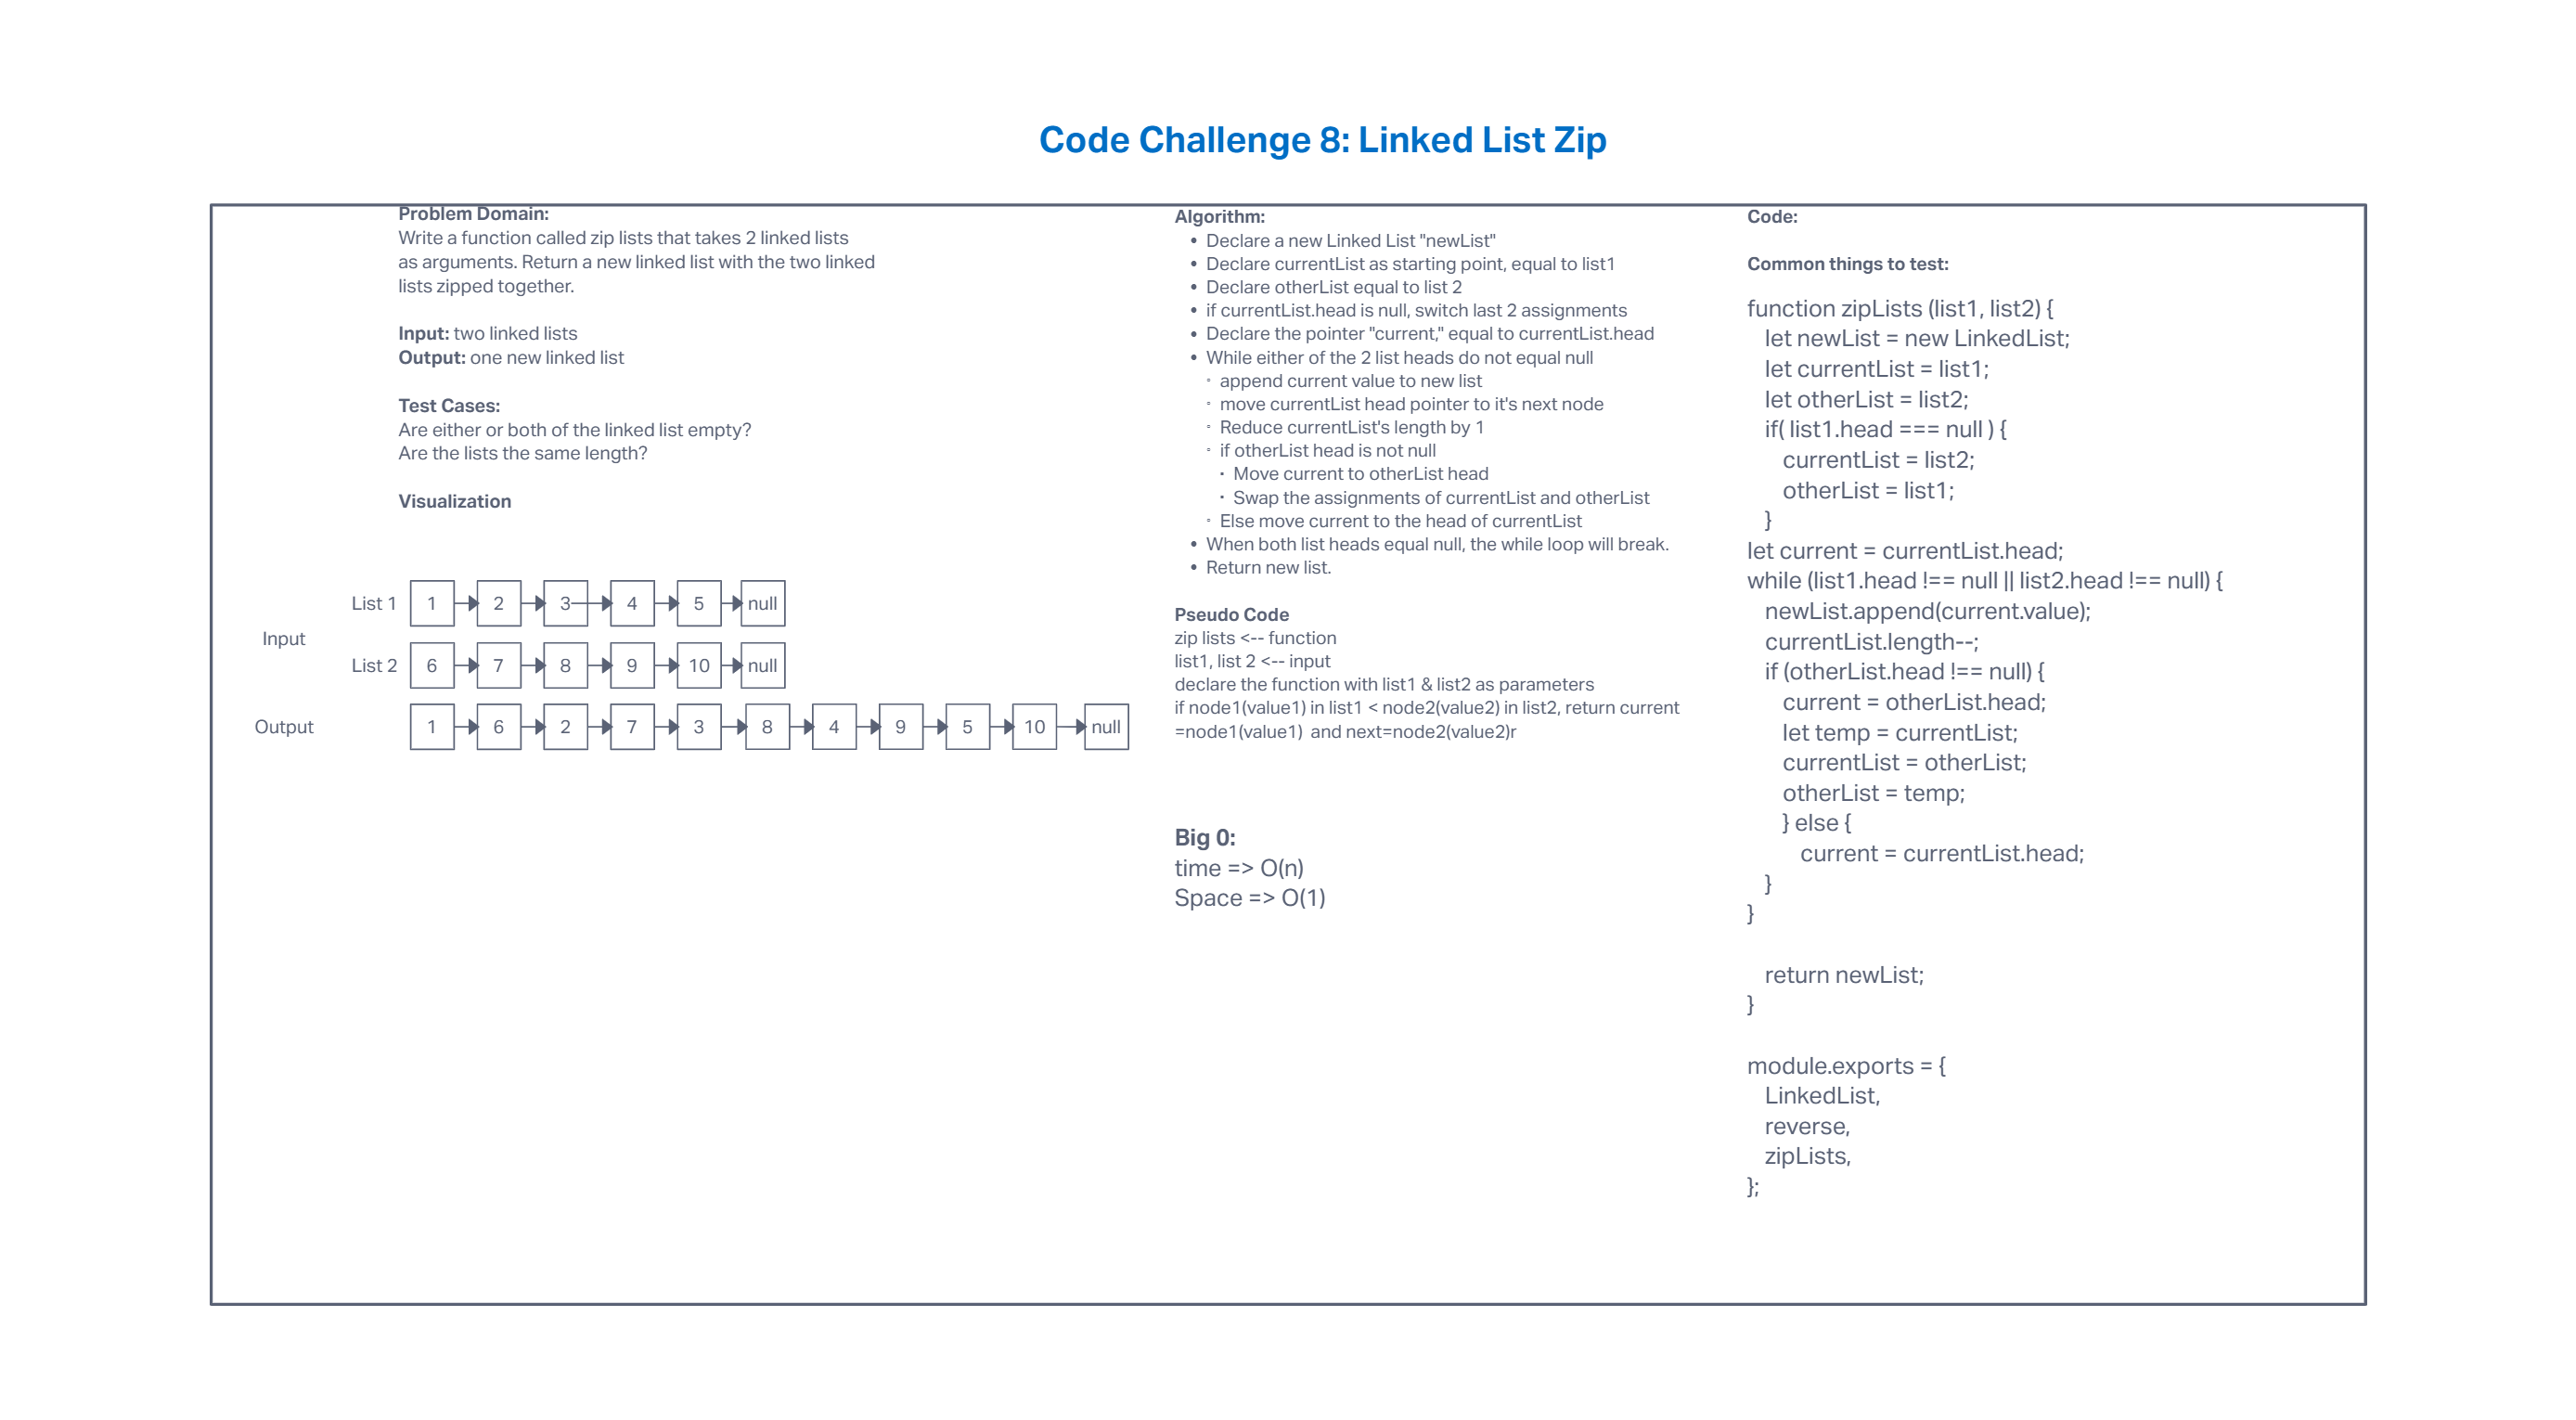 Code Challenge 8: Linked List Zip
Problem Domain:
Write a function called zip lists that takes 2 linked lists
as arguments. Return a new linked list with the two linked
lists zipped together.
Input: two linked lists
Output: one new linked list
Test Cases:
Are either or both of the linked list empty?
Are the lists the same length?
Visualization
Input
List 1 1 2 3 4 5 null
List 2 6 7 8 9 10 null
Output 1 6 2 7 3 8 4 9 5 10 null
Algorithm:
• Declare a new Linked List "newList"
• Declare currentList as starting point, equal to list1
• Declare otherList equal to list 2
• if currentList.head is null, switch last 2 assignments
• Declare the pointer "current," equal to currentList.head
• While either of the 2 list heads do not equal null
◦ append current value to new list
◦ move currentList head pointer to it's next node
◦ Reduce currentList's length by 1
◦ if otherList head is not null
▪ Move current to otherList head
▪ Swap the assignments of currentList and otherList
◦ Else move current to the head of currentList
• When both list heads equal null, the while loop will break.
• Return new list.
Pseudo Code
zip lists <-- function
list1, list 2 <-- input
declare the function with list1 & list2 as parameters
if node1(value1) in list1 < node2(value2) in list2, return current
=node1(value1)  and next=node2(value2)r
Big 0:
time => O(n)
Space => O(1)
Code:
Common things to test:
function zipLists (list1, list2) {
let newList = new LinkedList;
let currentList = list1;
let otherList = list2;
if( list1.head === null ) {
currentList = list2;
otherList = list1;
}
let current = currentList.head;
while (list1.head !== null || list2.head !== null) {
newList.append(current.value);
currentList.length--;
if (otherList.head !== null) {
current = otherList.head;
let temp = currentList;
currentList = otherList;
otherList = temp;
} else {
current = currentList.head;
}
}
return newList;
}
module.exports = {
LinkedList,
reverse,
zipLists,
};